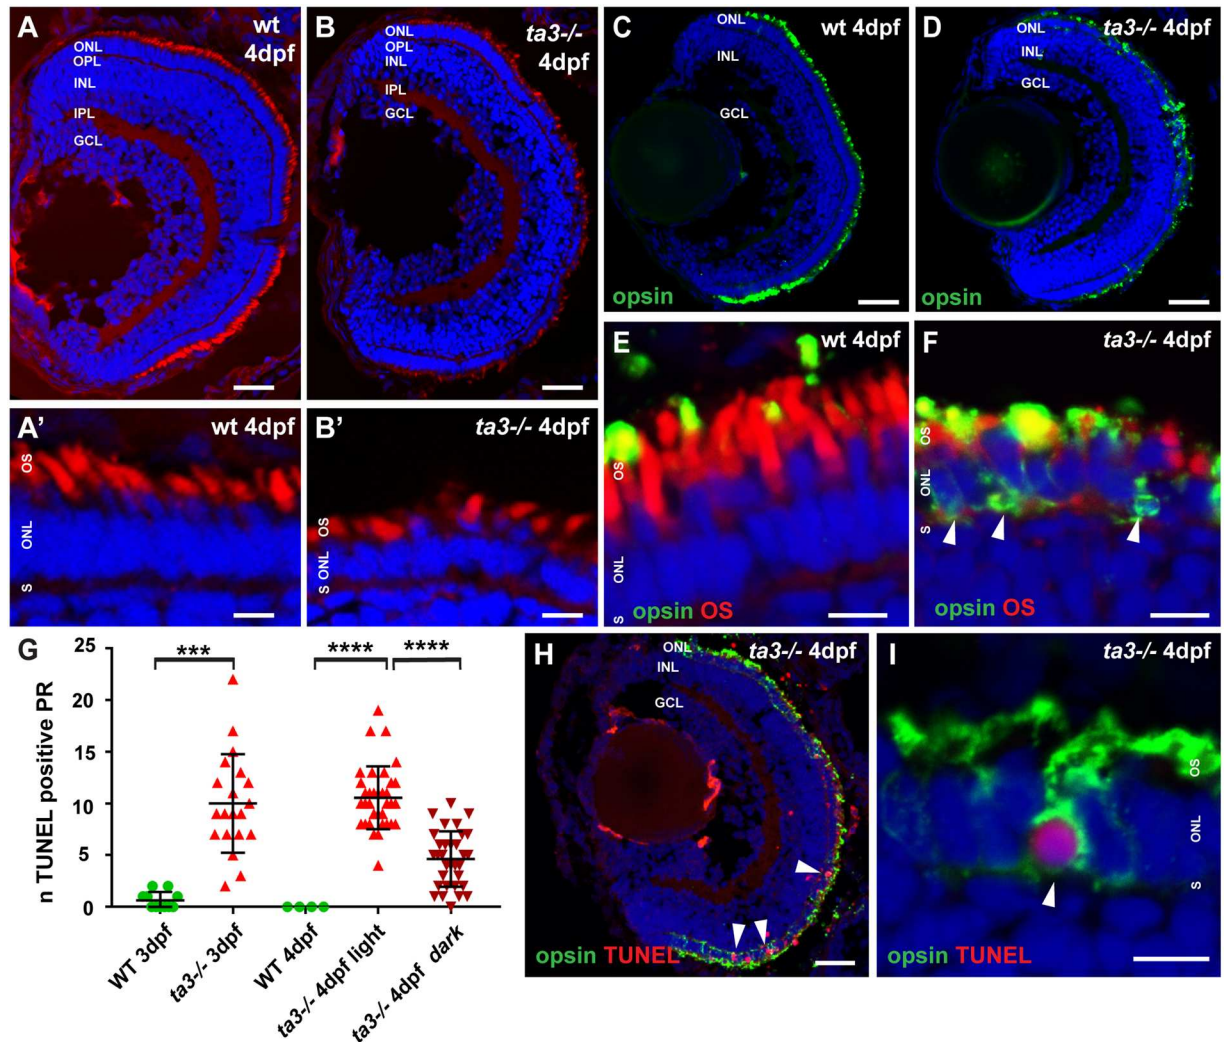 A
wt
4dpf
ONL
OPL
INL
IPL
GCL
B
ta3-/-
4dpf
ONL
OPL
INL
IPL
GCL
C
wt 4dpf
ONL
INL
GCL
opsin
D
ta3-/- 4dpf
ONL
INL
GCL
opsin
A’
wt 4dpf
OS
ONL
S
B’
ta3-/- 4dpf
OS
ONL
S
E
wt 4dpf
OS
ONL
S
opsin OS
F
ta3-/- 4dpf
OS
ONL
S
opsin OS
G
n TUNEL positive PR
25
20
15
10
5
0
***
****
****
WT 3dpf
ta3-/- 3dpf
WT 4dpf
ta3-/- 4dpf light
ta3-/- 4dpf dark
H
ta3-/- 4dpf
ONL
INL
GCL
opsin TUNEL
I
ta3-/- 4dpf
OS
ONL
S
opsin TUNEL